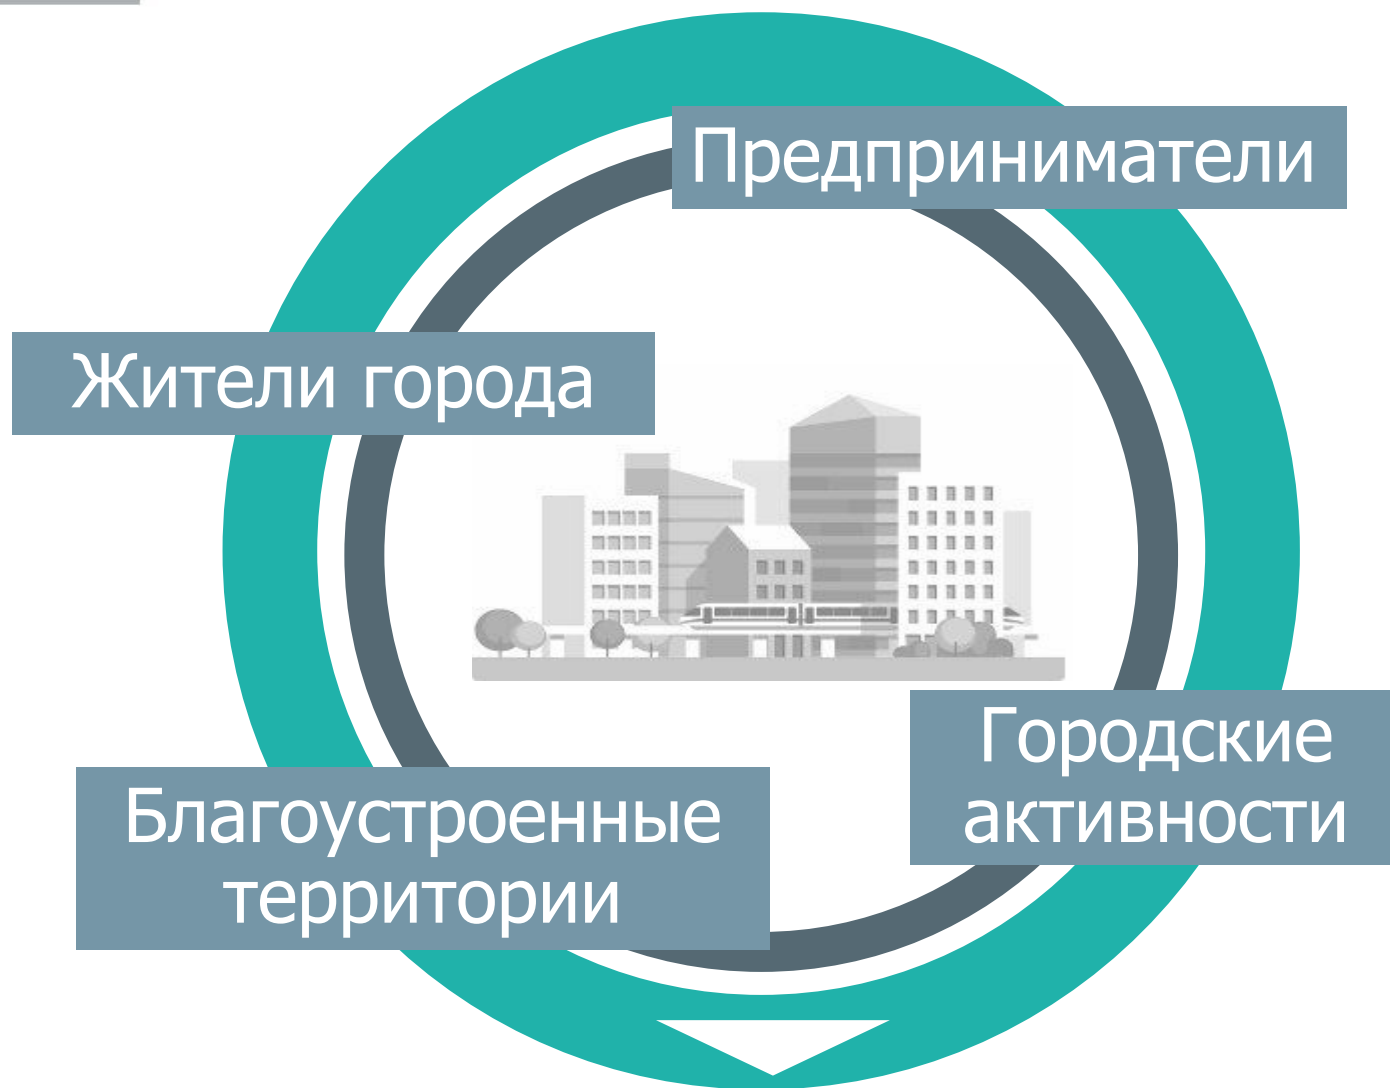 Предприниматели
Жители города
Городские
активности
Благоустроенные
территории